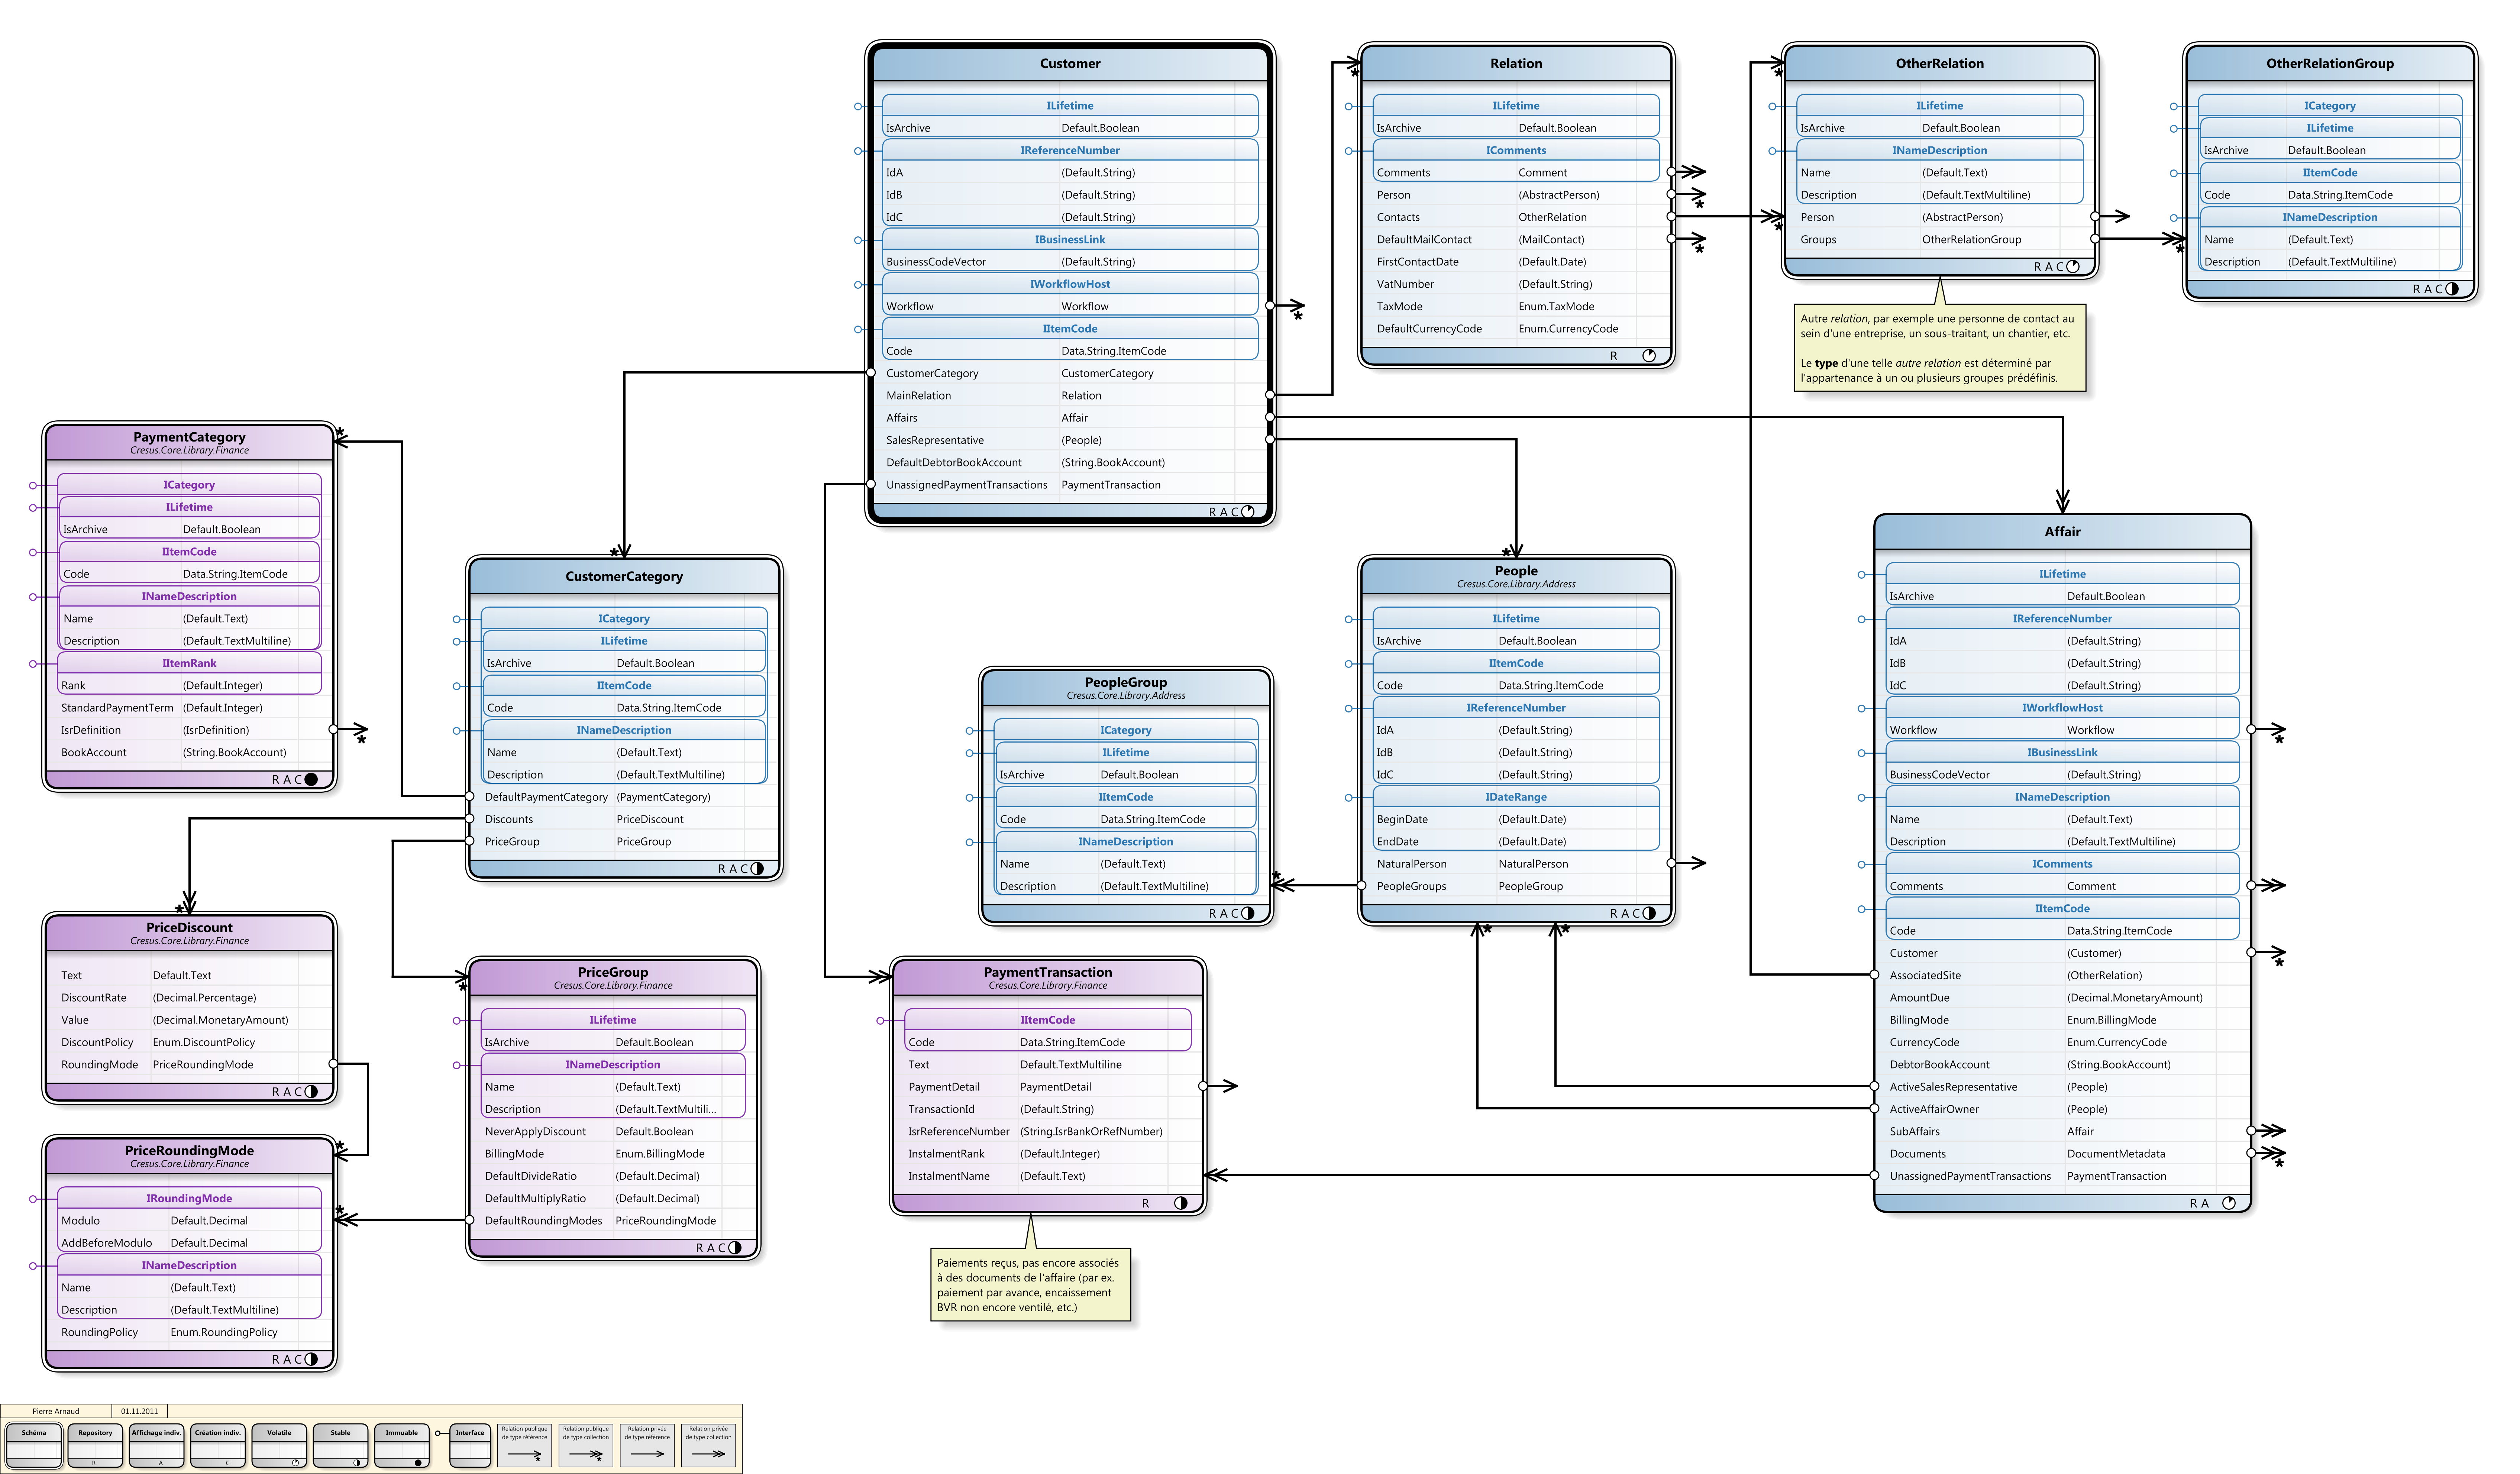 Customer
ILifetime
IsArchive Default.Boolean
IReferenceNumber
IdA (Default.String)
IdB (Default.String)
IdC (Default.String)
IBusinessLink
BusinessCodeVector (Default.String)
IWorkflowHost
Workflow Workflow
*
IItemCode
Code Data.String.ItemCode
CustomerCategory CustomerCategory
MainRelation Relation
Affairs Affair
SalesRepresentative (People)
DefaultDebtorBookAccount (String.BookAccount)
UnassignedPaymentTransactions PaymentTransaction
R A C
*
Relation
ILifetime
IsArchive Default.Boolean
IComments
Comments Comment
Person (AbstractPerson)
*
Contacts OtherRelation
DefaultMailContact (MailContact)
*
FirstContactDate (Default.Date)
VatNumber (Default.String)
TaxMode Enum.TaxMode
DefaultCurrencyCode Enum.CurrencyCode
R
*
OtherRelation
ILifetime
IsArchive Default.Boolean
INameDescription
Name (Default.Text)
Description (Default.TextMultiline)
*
Person (AbstractPerson)
Groups OtherRelationGroup
R A C
Autre relation, par exemple une personne de contact au
sein d'une entreprise, un sous-traitant, un chantier, etc.
Le type d'une telle autre relation est déterminé par
l'appartenance à un ou plusieurs groupes prédéfinis.
OtherRelationGroup
ICategory
ILifetime
IsArchive Default.Boolean
IItemCode
Code Data.String.ItemCode
INameDescription
Name (Default.Text)
*
Description (Default.TextMultiline)
R A C
*
PaymentCategory
Cresus.Core.Library.Finance
ICategory
ILifetime
IsArchive Default.Boolean
IItemCode
Code Data.String.ItemCode
INameDescription
Name (Default.Text)
Description (Default.TextMultiline)
IItemRank
Rank (Default.Integer)
StandardPaymentTerm (Default.Integer)
IsrDefinition (IsrDefinition)
*
BookAccount (String.BookAccount)
R A C
*
CustomerCategory
ICategory
ILifetime
IsArchive Default.Boolean
IItemCode
Code Data.String.ItemCode
INameDescription
Name (Default.Text)
Description (Default.TextMultiline)
DefaultPaymentCategory (PaymentCategory)
Discounts PriceDiscount
PriceGroup PriceGroup
R A C
PeopleGroup
Cresus.Core.Library.Address
ICategory
ILifetime
IsArchive Default.Boolean
IItemCode
Code Data.String.ItemCode
INameDescription
Name (Default.Text)
*
Description (Default.TextMultiline)
R A C
*
People
Cresus.Core.Library.Address
ILifetime
IsArchive Default.Boolean
IItemCode
Code Data.String.ItemCode
IReferenceNumber
IdA (Default.String)
IdB (Default.String)
IdC (Default.String)
IDateRange
BeginDate (Default.Date)
EndDate (Default.Date)
NaturalPerson NaturalPerson
PeopleGroups PeopleGroup
R A C
* *
Affair
ILifetime
IsArchive Default.Boolean
IReferenceNumber
IdA (Default.String)
IdB (Default.String)
IdC (Default.String)
IWorkflowHost
Workflow Workflow
*
IBusinessLink
BusinessCodeVector (Default.String)
INameDescription
Name (Default.Text)
Description (Default.TextMultiline)
IComments
Comments Comment
IItemCode
Code Data.String.ItemCode
Customer (Customer)
*
AssociatedSite (OtherRelation)
AmountDue (Decimal.MonetaryAmount)
BillingMode Enum.BillingMode
CurrencyCode Enum.CurrencyCode
DebtorBookAccount (String.BookAccount)
ActiveSalesRepresentative (People)
ActiveAffairOwner (People)
SubAffairs Affair
Documents DocumentMetadata
*
UnassignedPaymentTransactions PaymentTransaction
R A
*
PriceDiscount
Cresus.Core.Library.Finance
Text Default.Text
DiscountRate (Decimal.Percentage)
Value (Decimal.MonetaryAmount)
DiscountPolicy Enum.DiscountPolicy
RoundingMode PriceRoundingMode
R A C
*
PriceRoundingMode
Cresus.Core.Library.Finance
IRoundingMode
*
Modulo Default.Decimal
AddBeforeModulo Default.Decimal
INameDescription
Name (Default.Text)
Description (Default.TextMultiline)
RoundingPolicy Enum.RoundingPolicy
R A C
PriceGroup
*
Cresus.Core.Library.Finance
ILifetime
IsArchive Default.Boolean
INameDescription
Name (Default.Text)
Description (Default.TextMultili...
NeverApplyDiscount Default.Boolean
BillingMode Enum.BillingMode
DefaultDivideRatio (Default.Decimal)
DefaultMultiplyRatio (Default.Decimal)
DefaultRoundingModes PriceRoundingMode
R A C
PaymentTransaction
Cresus.Core.Library.Finance
IItemCode
Code Data.String.ItemCode
Text Default.TextMultiline
PaymentDetail PaymentDetail
TransactionId (Default.String)
IsrReferenceNumber (String.IsrBankOrRefNumber)
InstalmentRank (Default.Integer)
InstalmentName (Default.Text)
R
Paiements reçus, pas encore associés
à des documents de l'affaire (par ex.
paiement par avance, encaissement
BVR non encore ventilé, etc.)
Pierre Arnaud 01.11.2011
Schéma
Repository
R
Affichage indiv.
A
Création indiv.
C
Volatile
Stable
Immuable
Interface
Relation publique
de type référence
*
Relation publique
de type collection
*
Relation privée
de type référence
Relation privée
de type collection